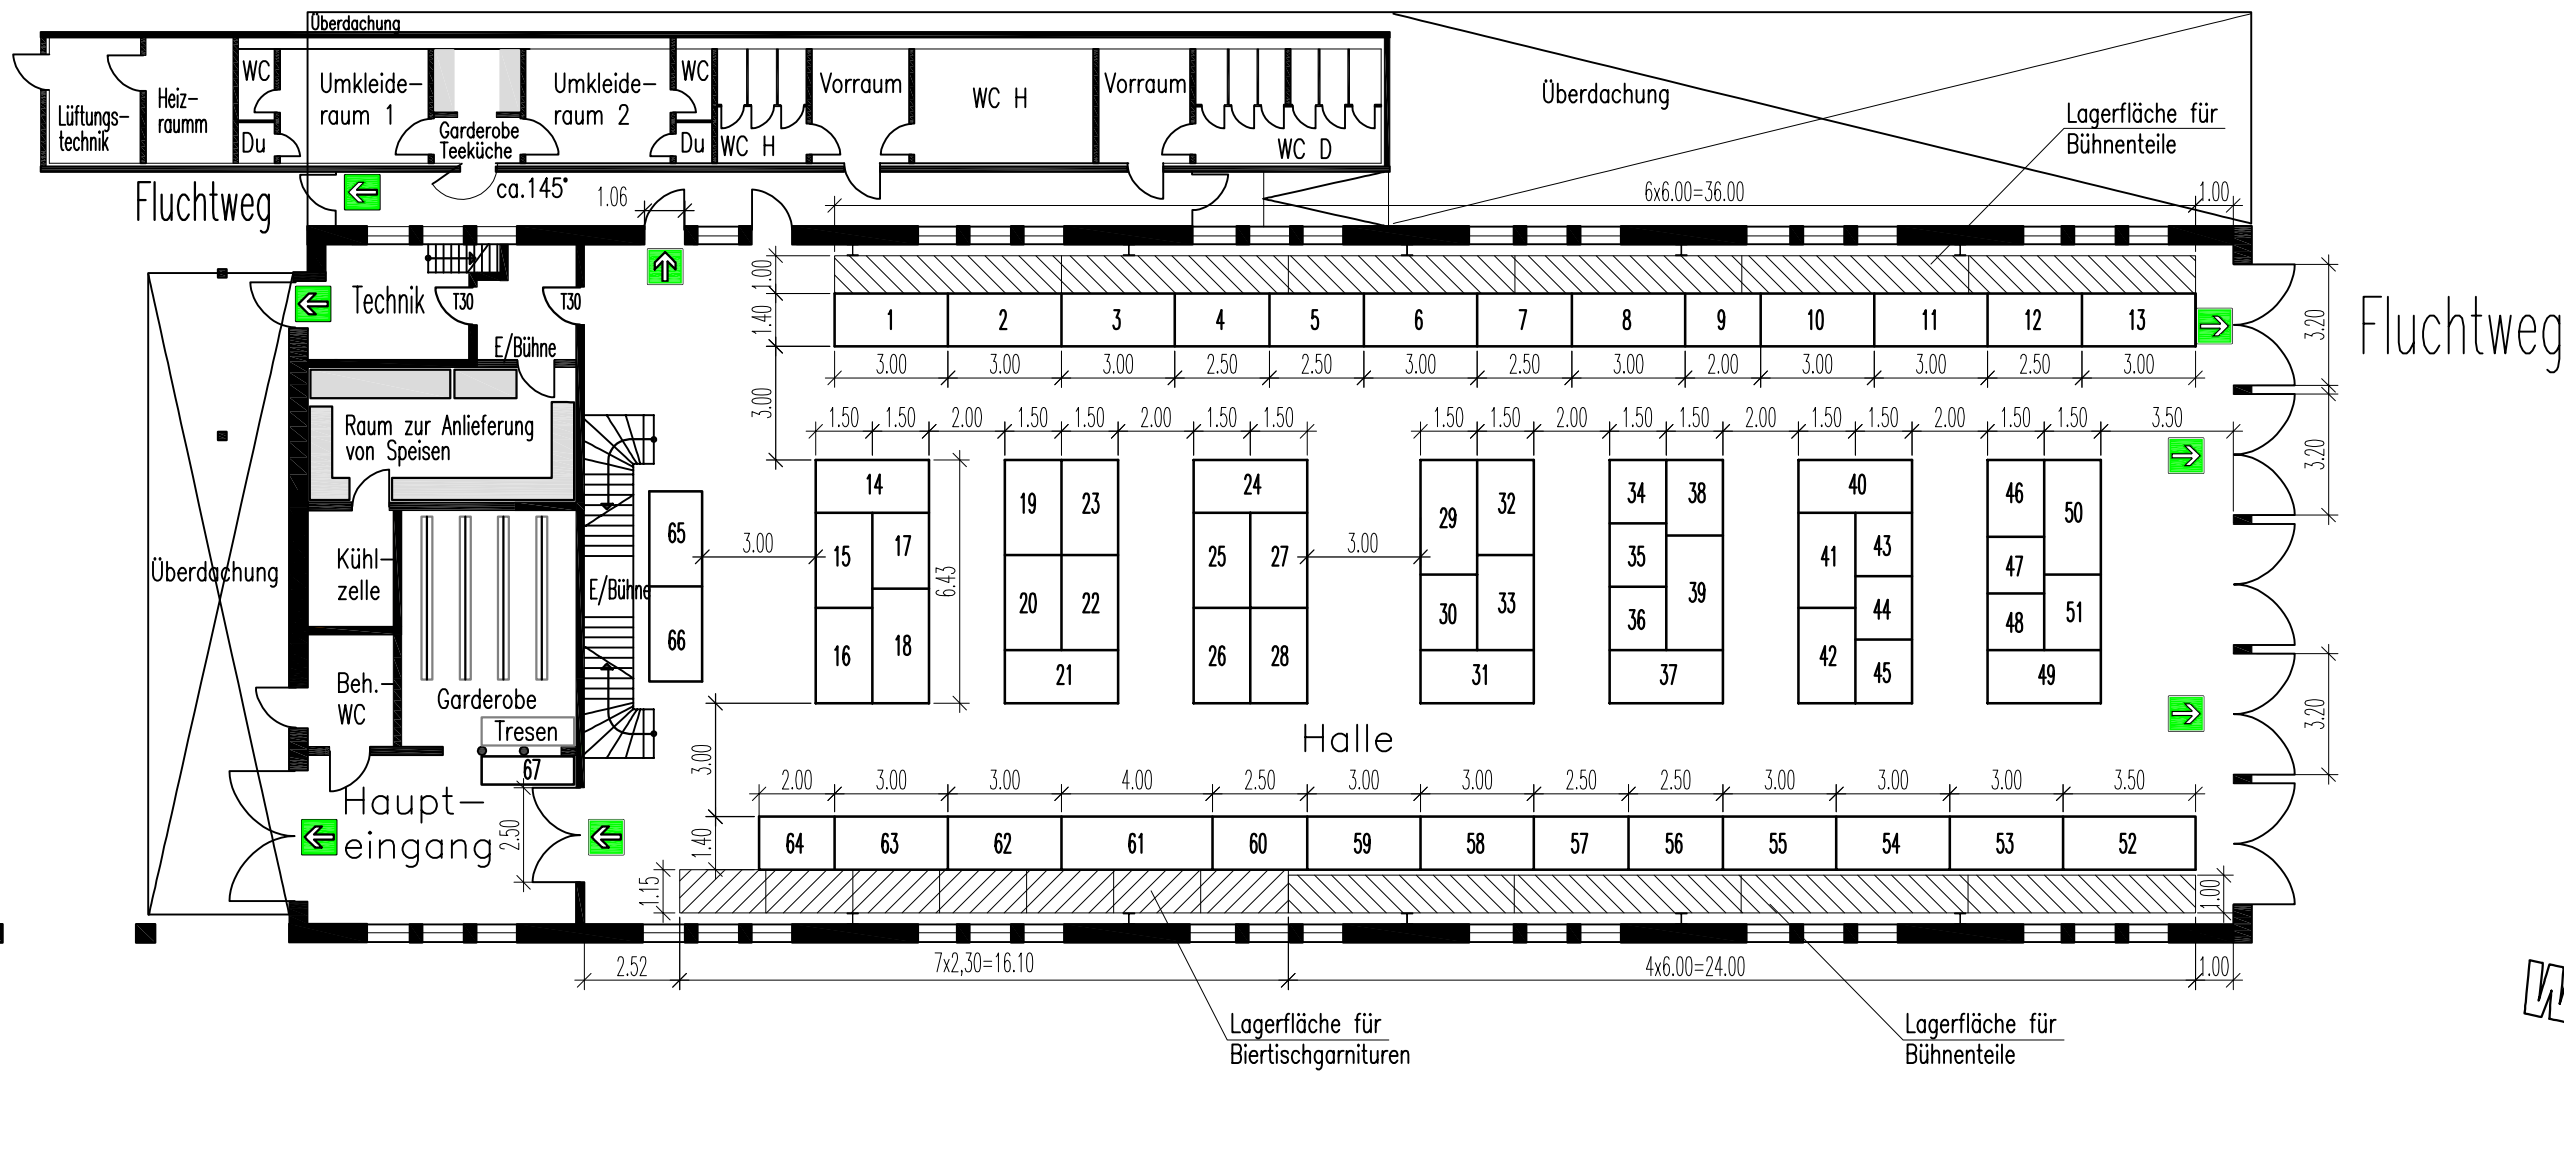 Überdachung
WC
Umkleide-
raum 1
Umkleide-
raum 2
WC
Vorraum
WC H
Vorraum
Überdachung
Heiz-
raumm
Lüftungs-
technik
Garderobe
Teeküche
Du
Du
WC H
WC D
Lagerfläche für
Bühnenteile
Fluchtweg
ca.145°
1.06
6x6.00=36.00
1.00
Technik
T30
T30
E/Bühne
1.00
1.40
3.00
1 2 3 4 5 6 7 8 9 10 11 12 13
3.00 3.00 3.00 2.50 2.50 3.00 2.50 3.00 2.00 3.00 3.00 2.50 3.00
3.20
Fluchtweg
Raum zur Anlieferung
von Speisen
1.50 1.50 2.00 1.50 1.50 2.00 1.50 1.50 1.50 1.50 2.00 1.50 1.50 2.00 1.50 1.50 2.00 1.50 1.50 3.50
3.20
14 19 23 24 29 32 34 38 40 46 50
65 3.00 15 17 25 27 3.00 35 41 43 47
Überdachung
Kühl-
zelle
E/Bühne
6.43
20 22 30 33 36 39 44 48 51
66 16 18 21 26 28 31 37 42 45 49
Beh.-
WC
Garderobe
Tresen
67
3.20
Halle
3.00
2.00 3.00 3.00 4.00 2.50 3.00 3.00 2.50 2.50 3.00 3.00 3.00 3.50
Haupt-
eingang
2.50
1.40
64 63 62 61 60 59 58 57 56 55 54 53 52
1.15
1.00
2.52
7x2,30=16.10
4x6.00=24.00
1.00
Lagerfläche für
Biertischgarnituren
Lagerfläche für
Bühnenteile